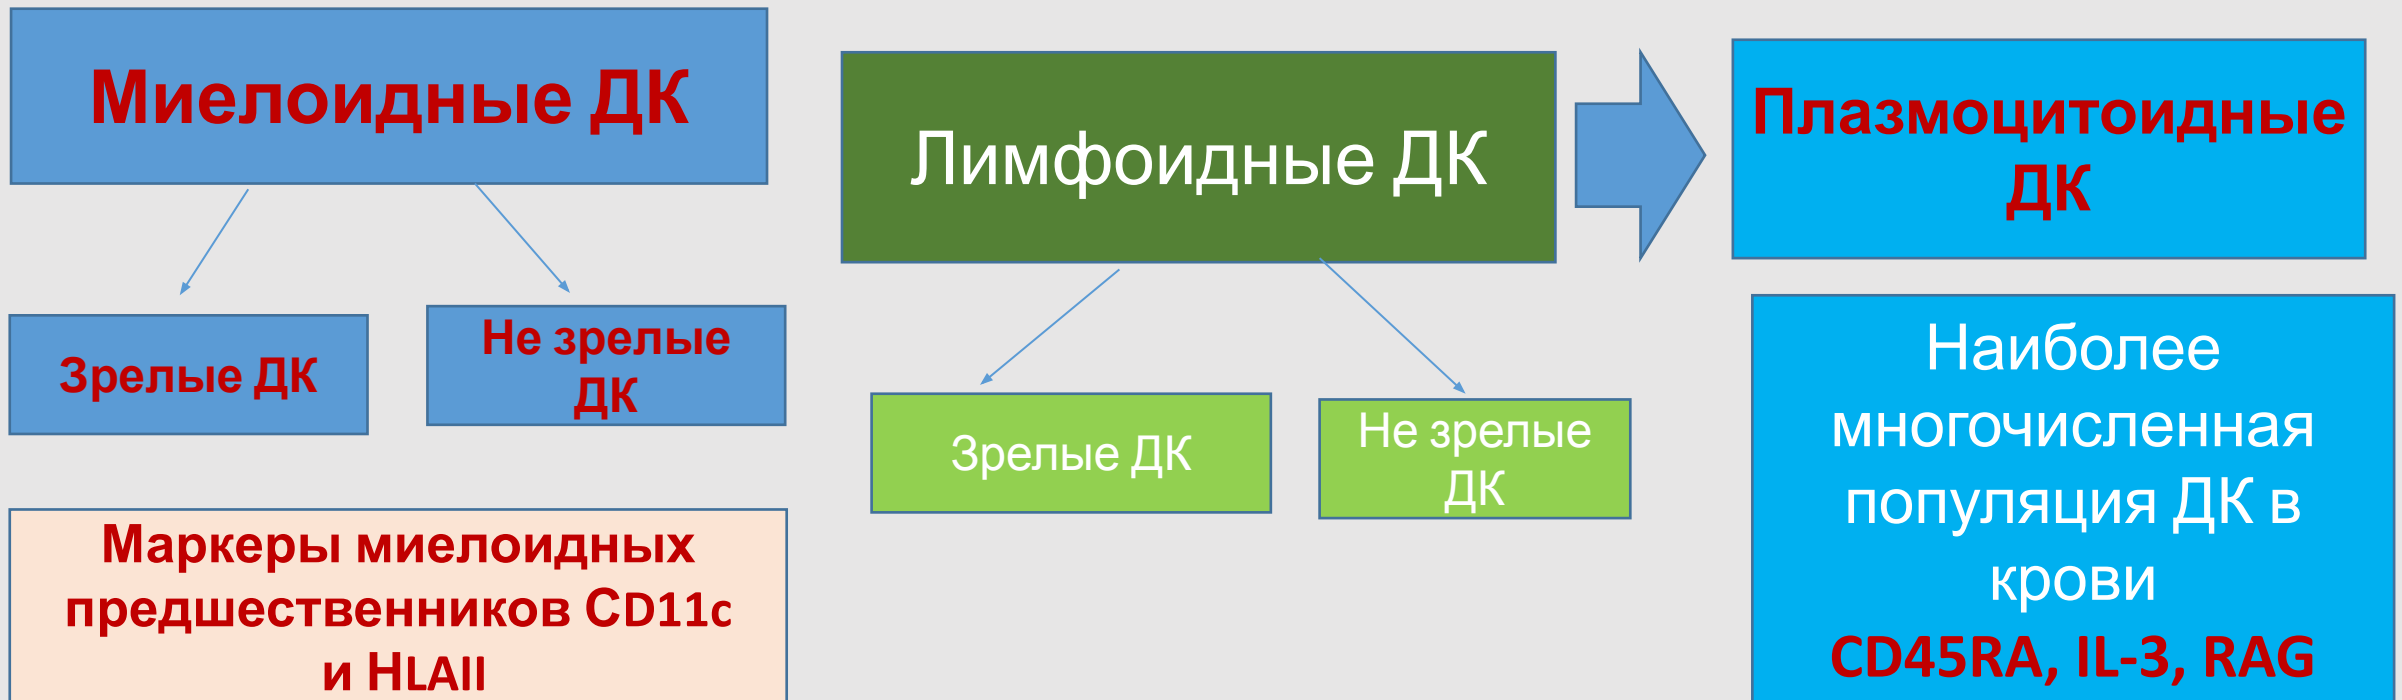 Миелоидные ДК
Зрелые ДК
Не зрелые
ДК
Маркеры миелоидных
предшественников CD11c
и HLAII
Лимфоидные ДК
Зрелые ДК
Не зрелые
ДК
Плазмоцитоидные
ДК
Наиболее
многочисленная
популяция ДК в
крови
CD45RA, IL-3, RAG